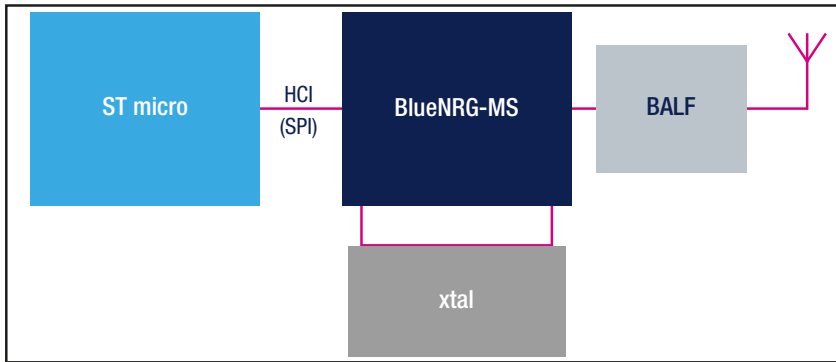 ST micro
HCI
(SPI)
BlueNRG-MS
BALF
xtal